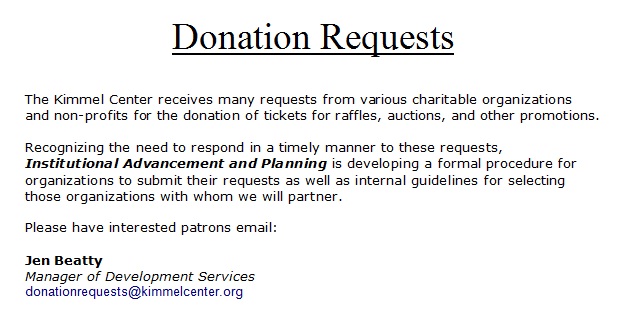 Donation Requests
The Kimmel Center receives many requests from various charitable organizations
and non-profits for the donation of tickets for raffles, auctions, and other promotions.
Recognizing the need to respond in a timely manner to these requests,
Institutional Advancement and Planning is developing a formal procedure for
organizations to submit their requests as well as internal guidelines for selecting
those organizations with whom we will partner.
Please have interested patrons email:
Jen Beatty
Manager of Development Services
donationrequests@kimmelcenter.org